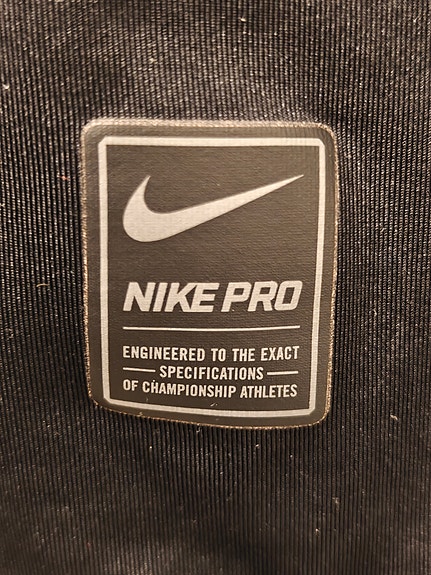 NIKE PRO
ENGINEERED TO THE EXACT
SPECIFICATIONS
OF CHAMPIONSHIP ATHLETES